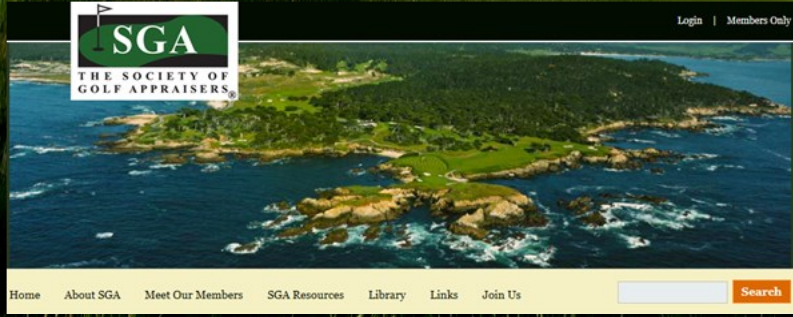 Login | Members Only
SGA
THE SOCIETY OF
GOLF APPRAISERS®
Home About SGA Meet Our Members SGA Resources Library Links Join Us Search